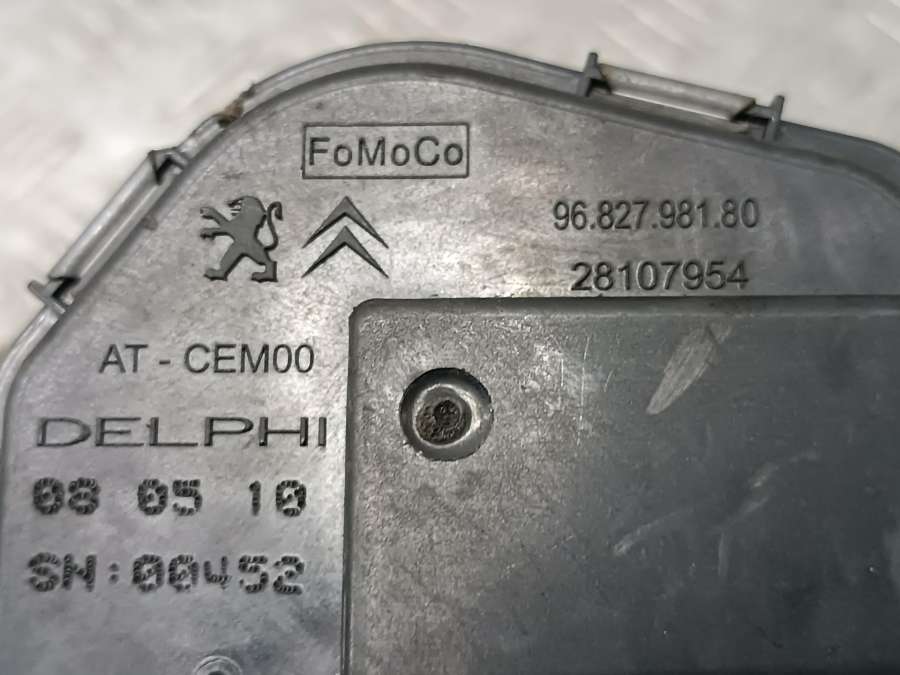 FoMoCo
96.827.981.80
28107954
AT - CEM00
DELPHI
08 05 10
SN:00452